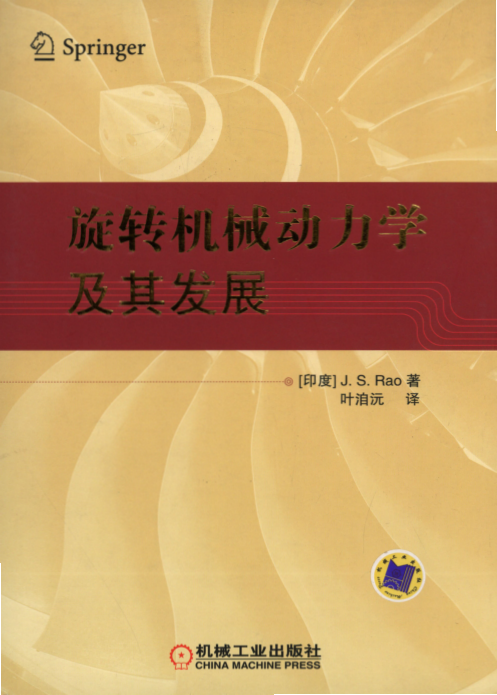 Springer
旋转机械动力学
及其发展
[印度] J. S. Rao 著
叶洎沅 译
机械工业出版社
CHINA MACHINE PRESS